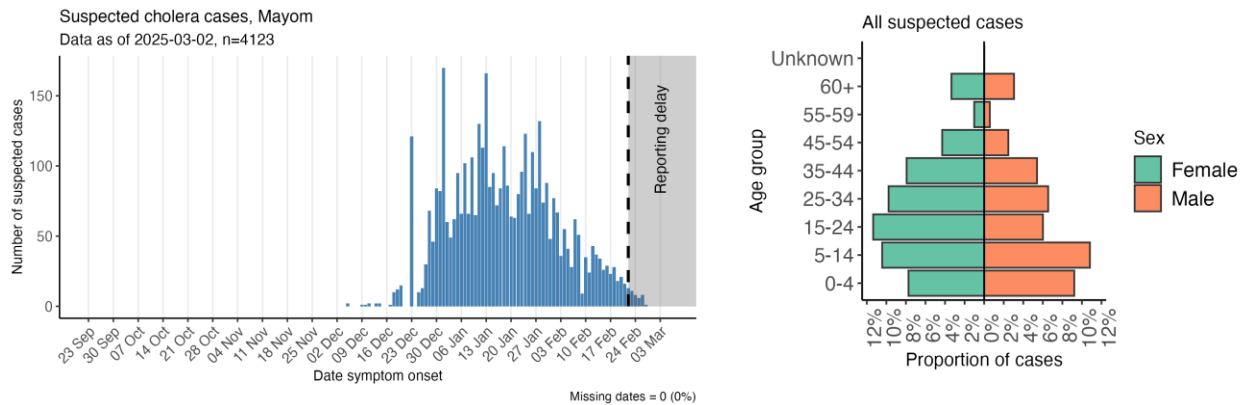 Suspected cholera cases, Mayom
Data as of 2025-03-02, n=4123
Number of suspected cases
150
100
50
0
Reporting delay
23 Sep
30 Sep
07 Oct
14 Oct
21 Oct
28 Oct
04 Nov
11 Nov
18 Nov
25 Nov
02 Dec
09 Dec
16 Dec
23 Dec
30 Dec
06 Jan
13 Jan
20 Jan
27 Jan
03 Feb
10 Feb
17 Feb
24 Feb
03 Mar
Date symptom onset
Missing dates = 0 (0%)
All suspected cases
Age group
Unknown
60+
55-59
45-54
35-44
25-34
15-24
5-14
0-4
12%
10%
8%
6%
4%
2%
0%
2%
4%
6%
8%
10%
12%
Proportion of cases
Sex
Female
Male